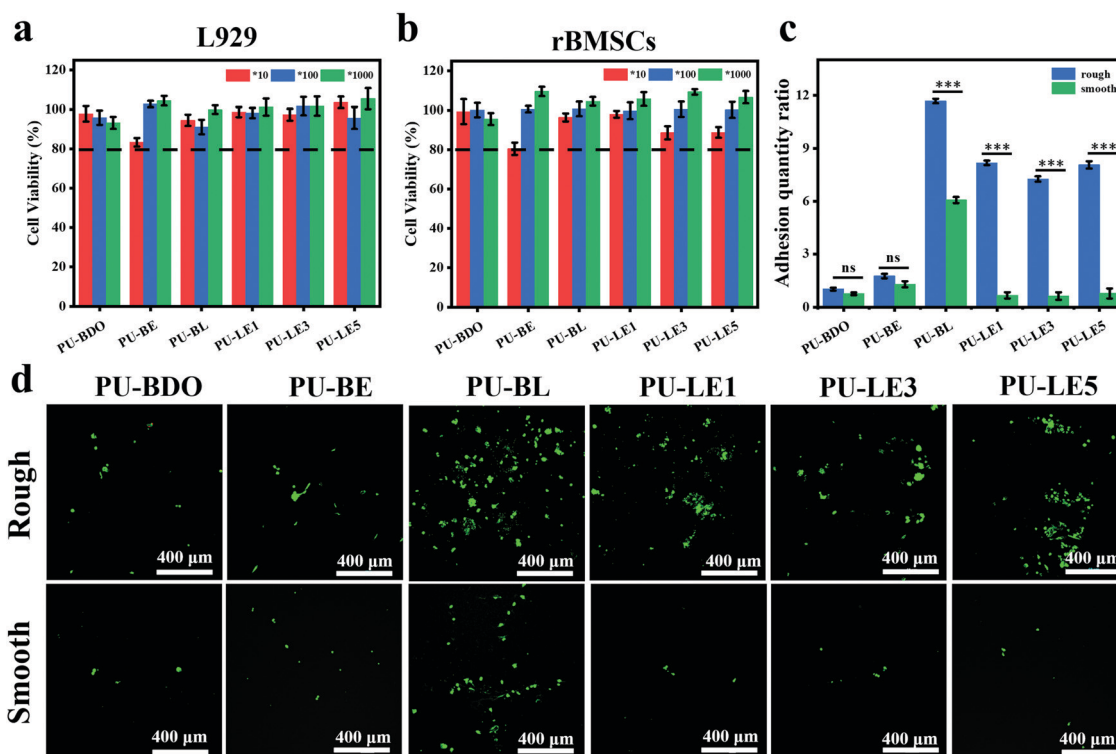 a
L929
*10
*100
*1000
Cell Viability (%)
120
100
80
60
40
20
0
PU-BDO
PU-BE
PU-BL
PU-LE1
PU-LE3
PU-LE5
b
rBMSCs
*10
*100
*1000
Cell Viability (%)
120
100
80
60
40
20
0
PU-BDO
PU-BE
PU-BL
PU-LE1
PU-LE3
PU-LE5
c
rough
smooth
Adhesion quantity ratio
12
9
6
3
0
ns
ns
***
***
***
***
PU-BDO
PU-BE
PU-BL
PU-LE1
PU-LE3
PU-LE5
d
PU-BDO PU-BE PU-BL PU-LE1 PU-LE3 PU-LE5
Rough
400 μm 400 μm 400 μm 400 μm 400 μm 400 μm
Smooth
400 μm 400 μm 400 μm 400 μm 400 μm 400 μm